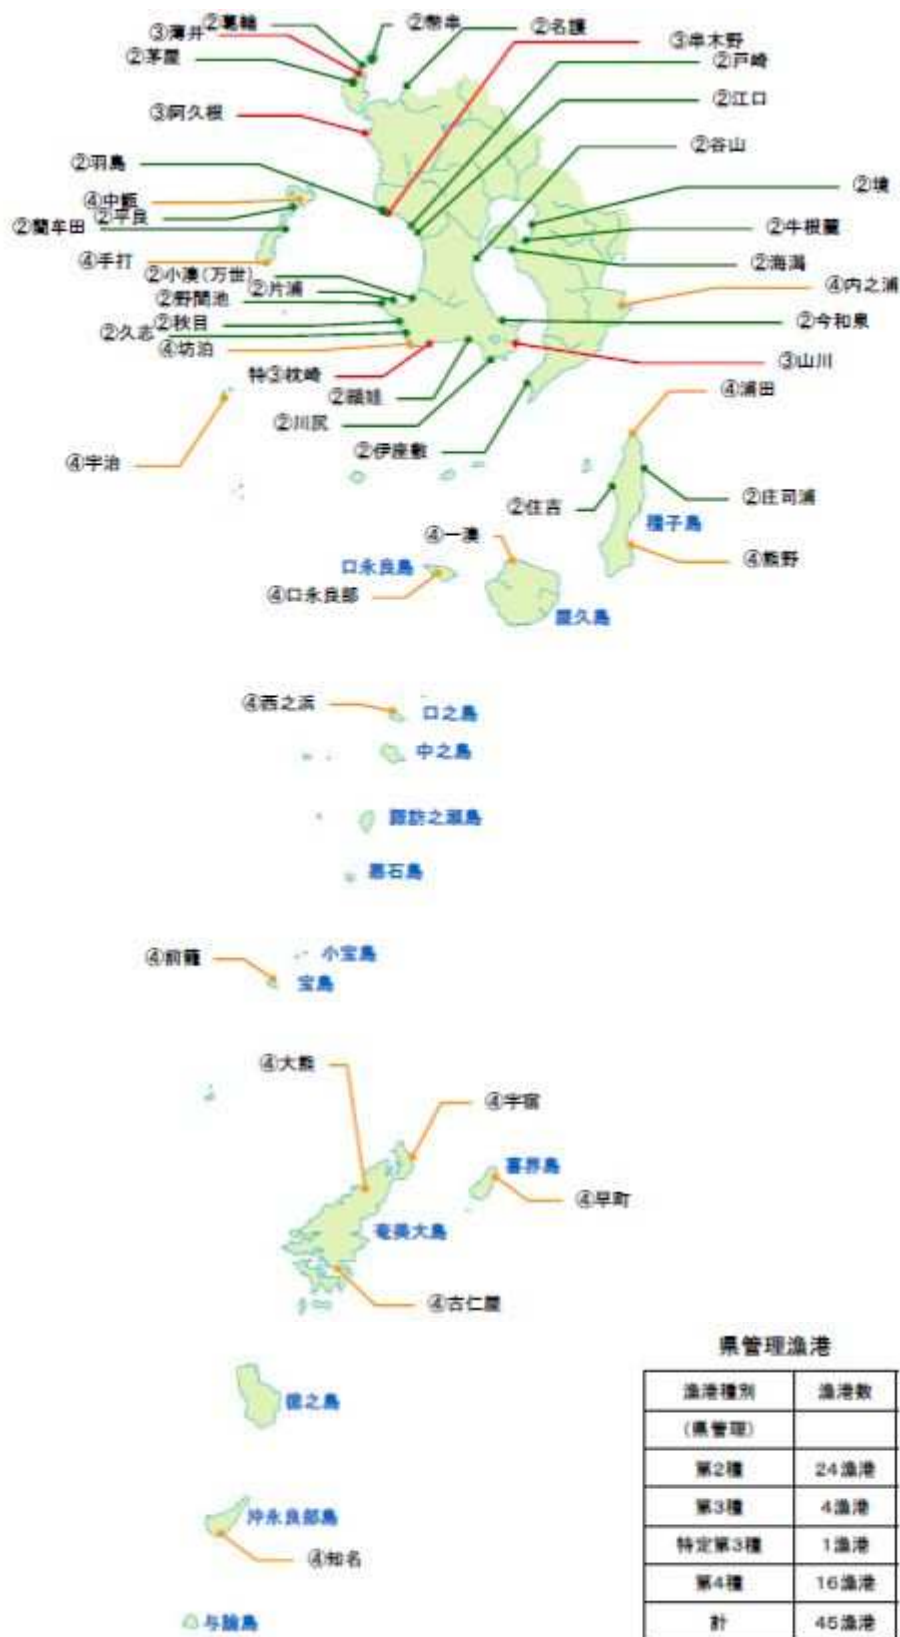 ②葛輪
②幣串
②名護
③薄井
③串木野
②茅屋
②戸崎
②江口
③阿久根
②谷山
②羽島
②境
④中甑
②平良
②牛根麓
②藺牟田
②海潟
④手打
②小湊(万世)
②片浦
④内之浦
②野間池
②秋目
②今和泉
②久志
④坊泊
③山川
特③枕崎
④浦田
②頴娃
②川尻
②伊座敷
④宇治
②住吉
②庄司浦
種子島
④一湊
④熊野
口永良島
④口永良部
屋久島
④西之浜
口之島
中之島
諏訪之瀬島
悪石島
④前籠
小宝島
宝島
④大熊
④宇宿
喜界島
④早町
奄美大島
④古仁屋
県管理漁港
漁港種別 漁港数
(県管理)
第2種 24漁港
第3種 4漁港
特定第3種 1漁港
第4種 16漁港
計 45漁港
徳之島
沖永良部島
④知名
与論島